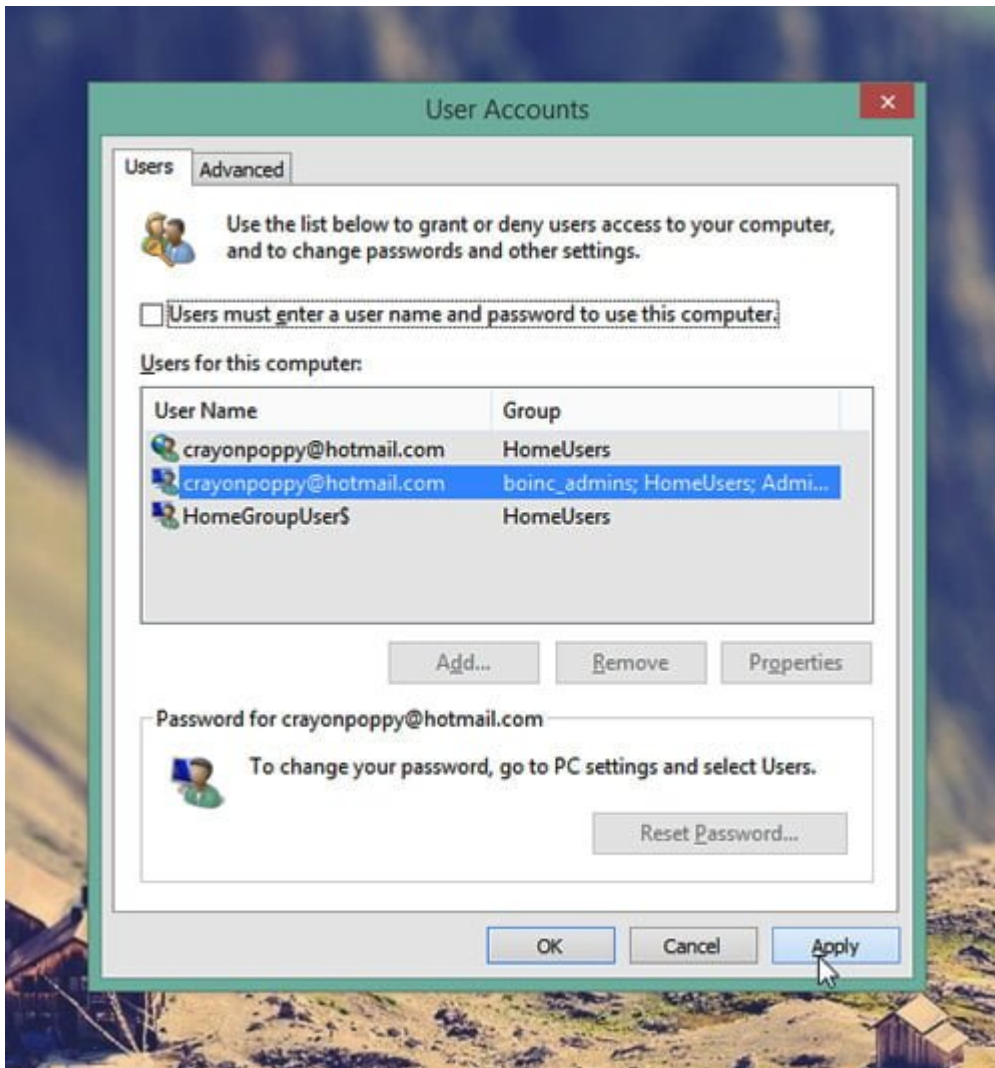 User Accounts
Users
Advanced
Use the list below to grant or deny users access to your computer,
and to change passwords and other settings.
Users must enter a user name and password to use this computer.
Users for this computer:
User Name Group
crayonpoppy@hotmail.com HomeUsers
crayonpoppy@hotmail.com boinc_admins; HomeUsers; Admi...
HomeGroupUser$ HomeUsers
Add... Remove Properties
Password for crayonpoppy@hotmail.com
To change your password, go to PC settings and select Users.
Reset Password...
OK Cancel Apply